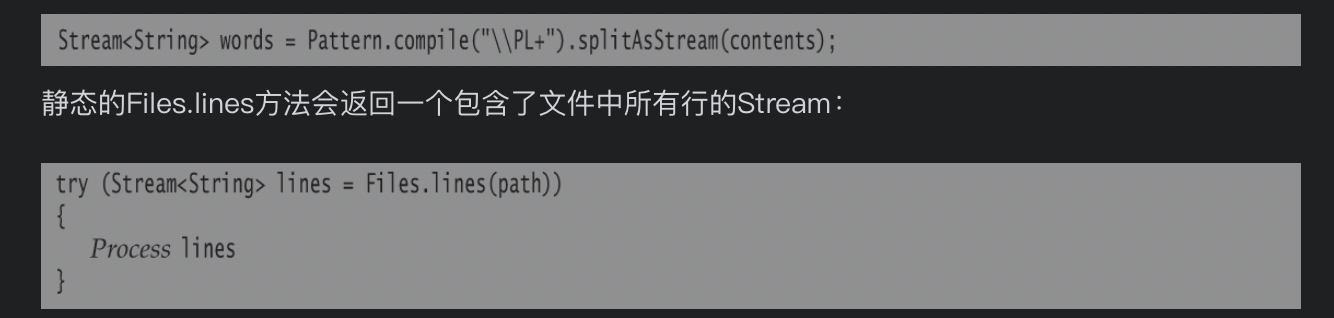 Stream<String> words = Pattern.compile("\\PL+").splitAsStream(contents);
静态的Files.lines方法会返回一个包含了文件中所有行的Stream：
try (Stream<String> lines = Files.lines(path))
{
Process lines
}